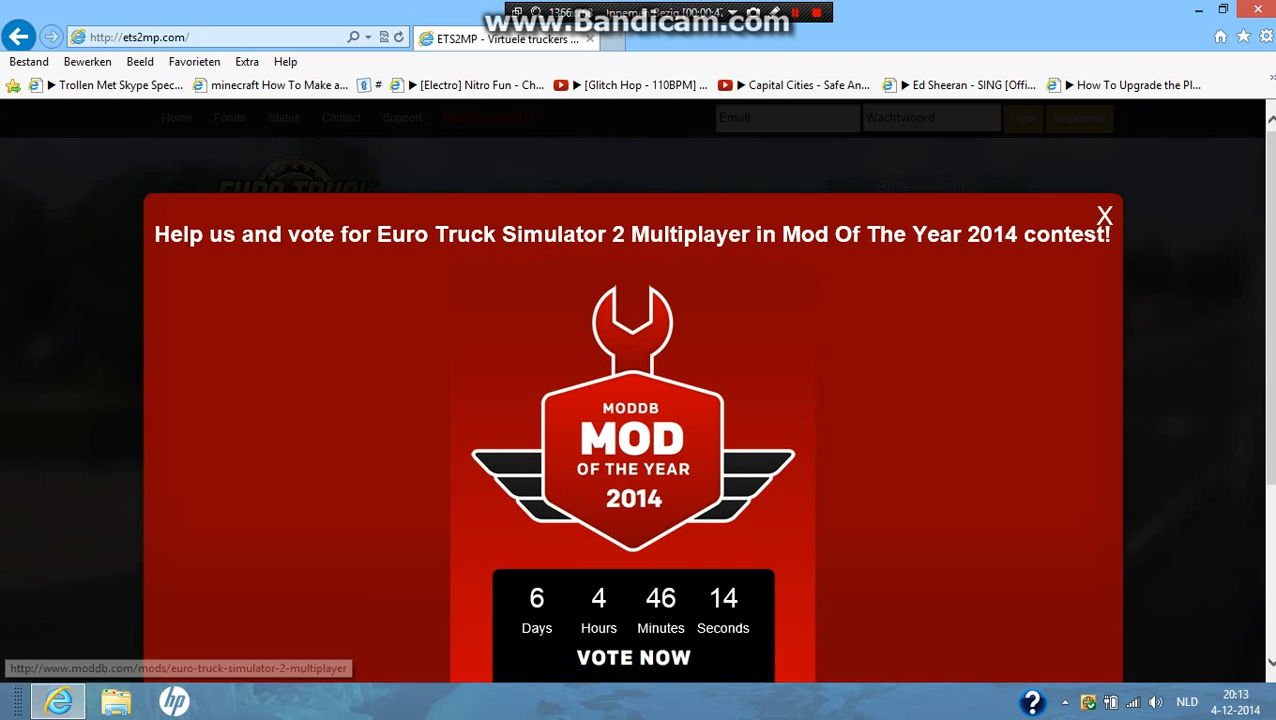 www.Bandicam.com
http://ets2mp.com/
ETS2MP - Virtuele truckers ...
Bestand Bewerken Beeld Favorieten Extra Help
▶ Trollen Met Skype Spec...
minecraft How To Make a...
#
▶ [Electro] Nitro Fun - Ch...
▶ [Glitch Hop - 110BPM] ...
▶ Capital Cities - Safe An...
▶ Ed Sheeran - SING [Offi...
▶ How To Upgrade the Pl...
Home Forum Status Contact Support
Email Wachtwoord Login
EURO TRUCK
X
Help us and vote for Euro Truck Simulator 2 Multiplayer in Mod Of The Year 2014 contest!
MODDB
MOD
OF THE YEAR
2014
6 4 46 14
Days Hours Minutes Seconds
VOTE NOW
http://www.moddb.com/mods/euro-truck-simulator-2-multiplayer
hp
?
NLD
20:13
4-12-2014